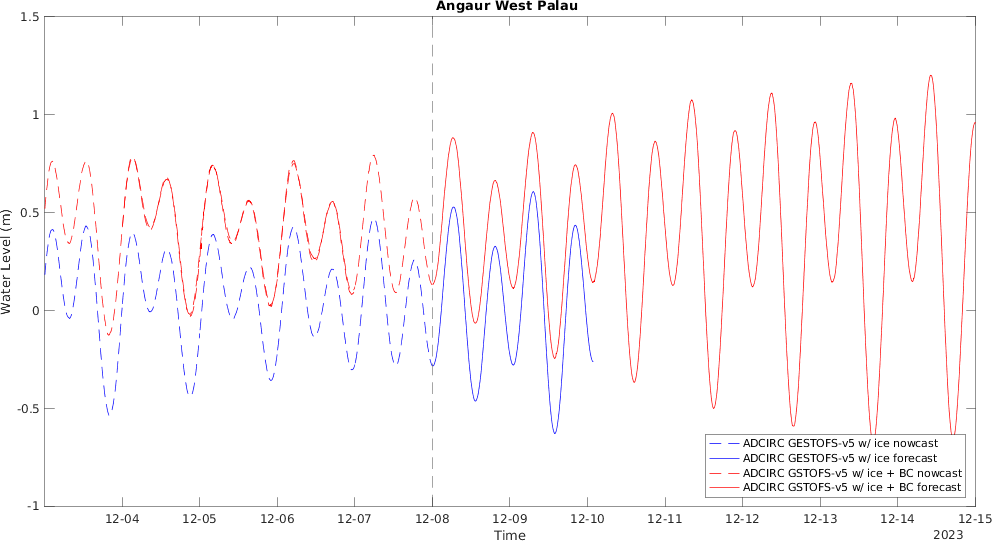 Angaur West Palau
1.5
1
0.5
0
-0.5
-1
Water Level (m)
ADCIRC GESTOFS-v5 w/ ice nowcast
ADCIRC GESTOFS-v5 w/ ice forecast
ADCIRC GSTOFS-v5 w/ ice + BC nowcast
ADCIRC GSTOFS-v5 w/ ice + BC forecast
12-04 12-05 12-06 12-07 12-08 12-09 12-10 12-11 12-12 12-13 12-14 12-15
Time
2023